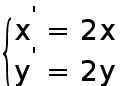 x' = 2x
y' = 2y